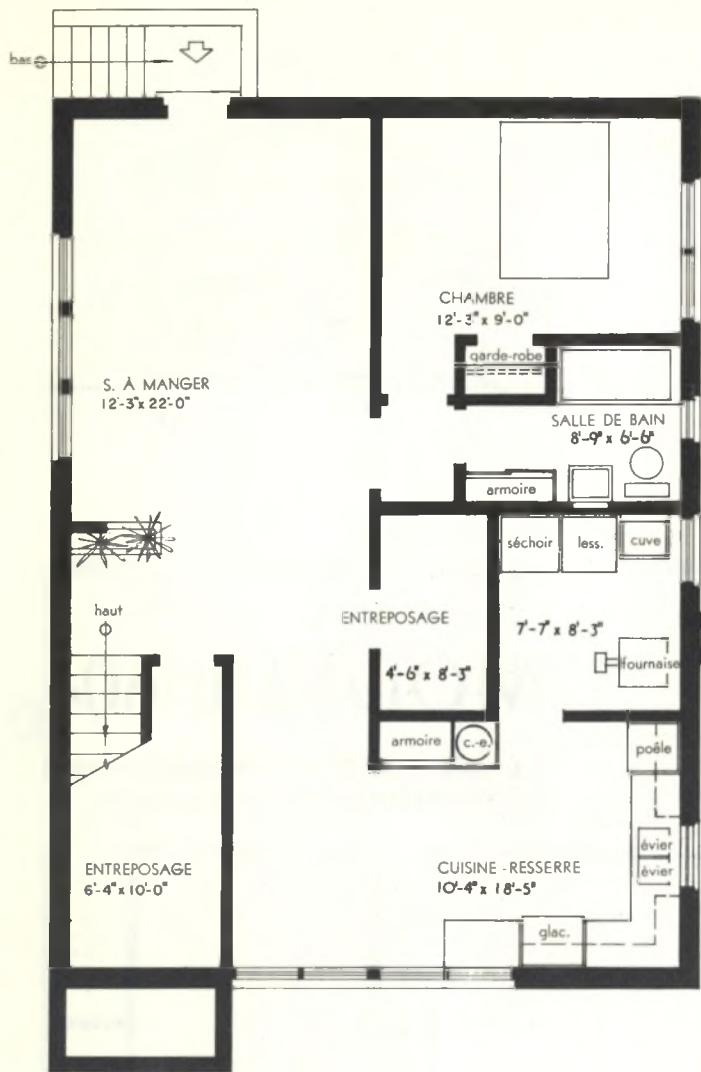 bas
CHAMBRE
12'-3" x 9'-0"
garde-robe
S. À MANGER
12'-3" x 22'-0"
SALLE DE BAIN
8'-9" x 6'-6"
armoire
séchoir
less.
cuve
haut
ENTREPOSAGE
4'-6" x 8'-3"
7'-7" x 8'-3"
fournaise
armoire
c.-e.
poêle
évier
évier
ENTREPOSAGE
6'-4" x 10'-0"
CUISINE - RESSERRE
10'-4" x 18'-5"
glac.